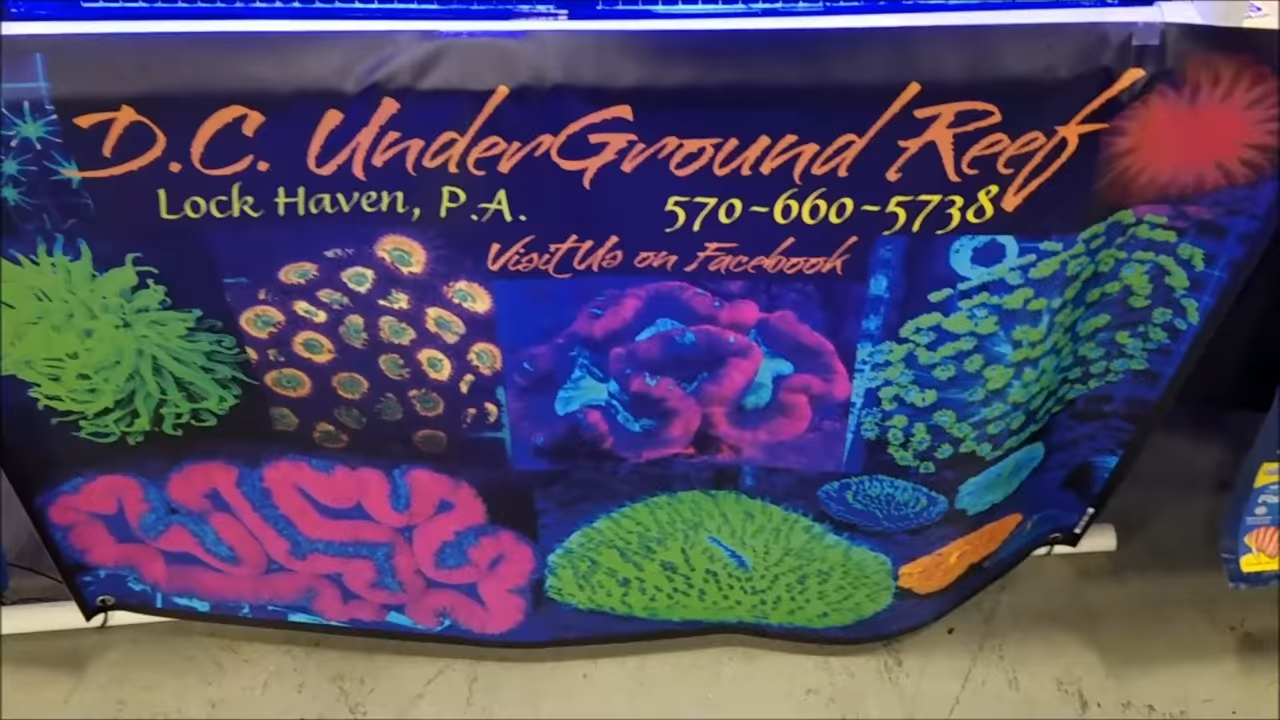 D.C. UnderGround Reef
Lock Haven, P.A. 570-660-5738
Visit Us on Facebook